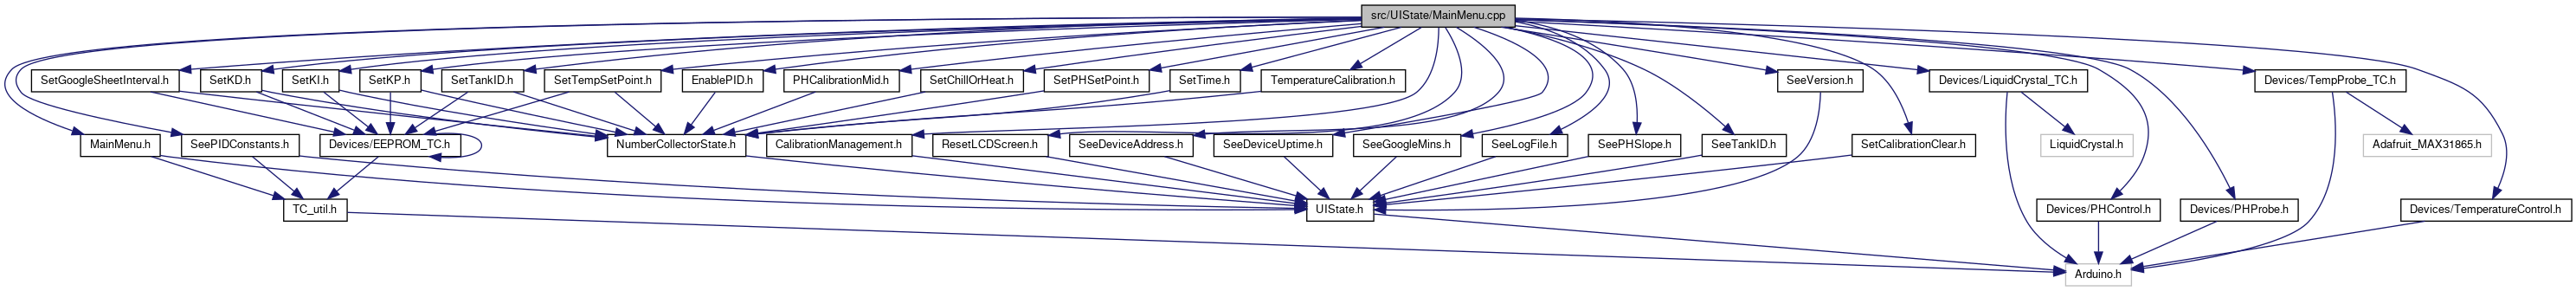 src/UIState/MainMenu.cpp
SetGoogleSheetInterval.h
SetKD.h
SetKI.h
SetKP.h
SetTankID.h
SetTempSetPoint.h
EnablePID.h
PHCalibrationMid.h
SetChillOrHeat.h
SetPHSetPoint.h
SetTime.h
TemperatureCalibration.h
SeeVersion.h
Devices/LiquidCrystal_TC.h
Devices/TempProbe_TC.h
MainMenu.h
SeePIDConstants.h
Devices/EEPROM_TC.h
NumberCollectorState.h
CalibrationManagement.h
ResetLCDScreen.h
SeeDeviceAddress.h
SeeDeviceUptime.h
SeeGoogleMins.h
SeeLogFile.h
SeePHSlope.h
SeeTankID.h
SetCalibrationClear.h
LiquidCrystal.h
Adafruit_MAX31865.h
TC_util.h
UIState.h
Devices/PHControl.h
Devices/PHProbe.h
Devices/TemperatureControl.h
Arduino.h